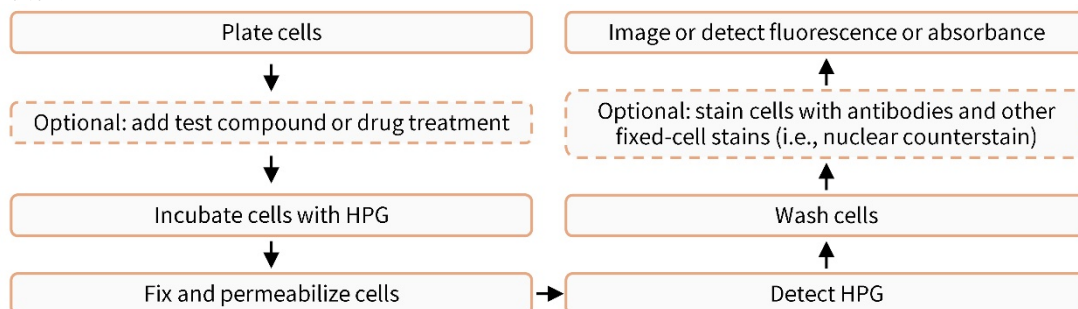 Plate cells
Optional: add test compound or drug treatment
Incubate cells with HPG
Fix and permeabilize cells
Detect HPG
Wash cells
Optional: stain cells with antibodies and other
fixed-cell stains (i.e., nuclear counterstain)
Image or detect fluorescence or absorbance